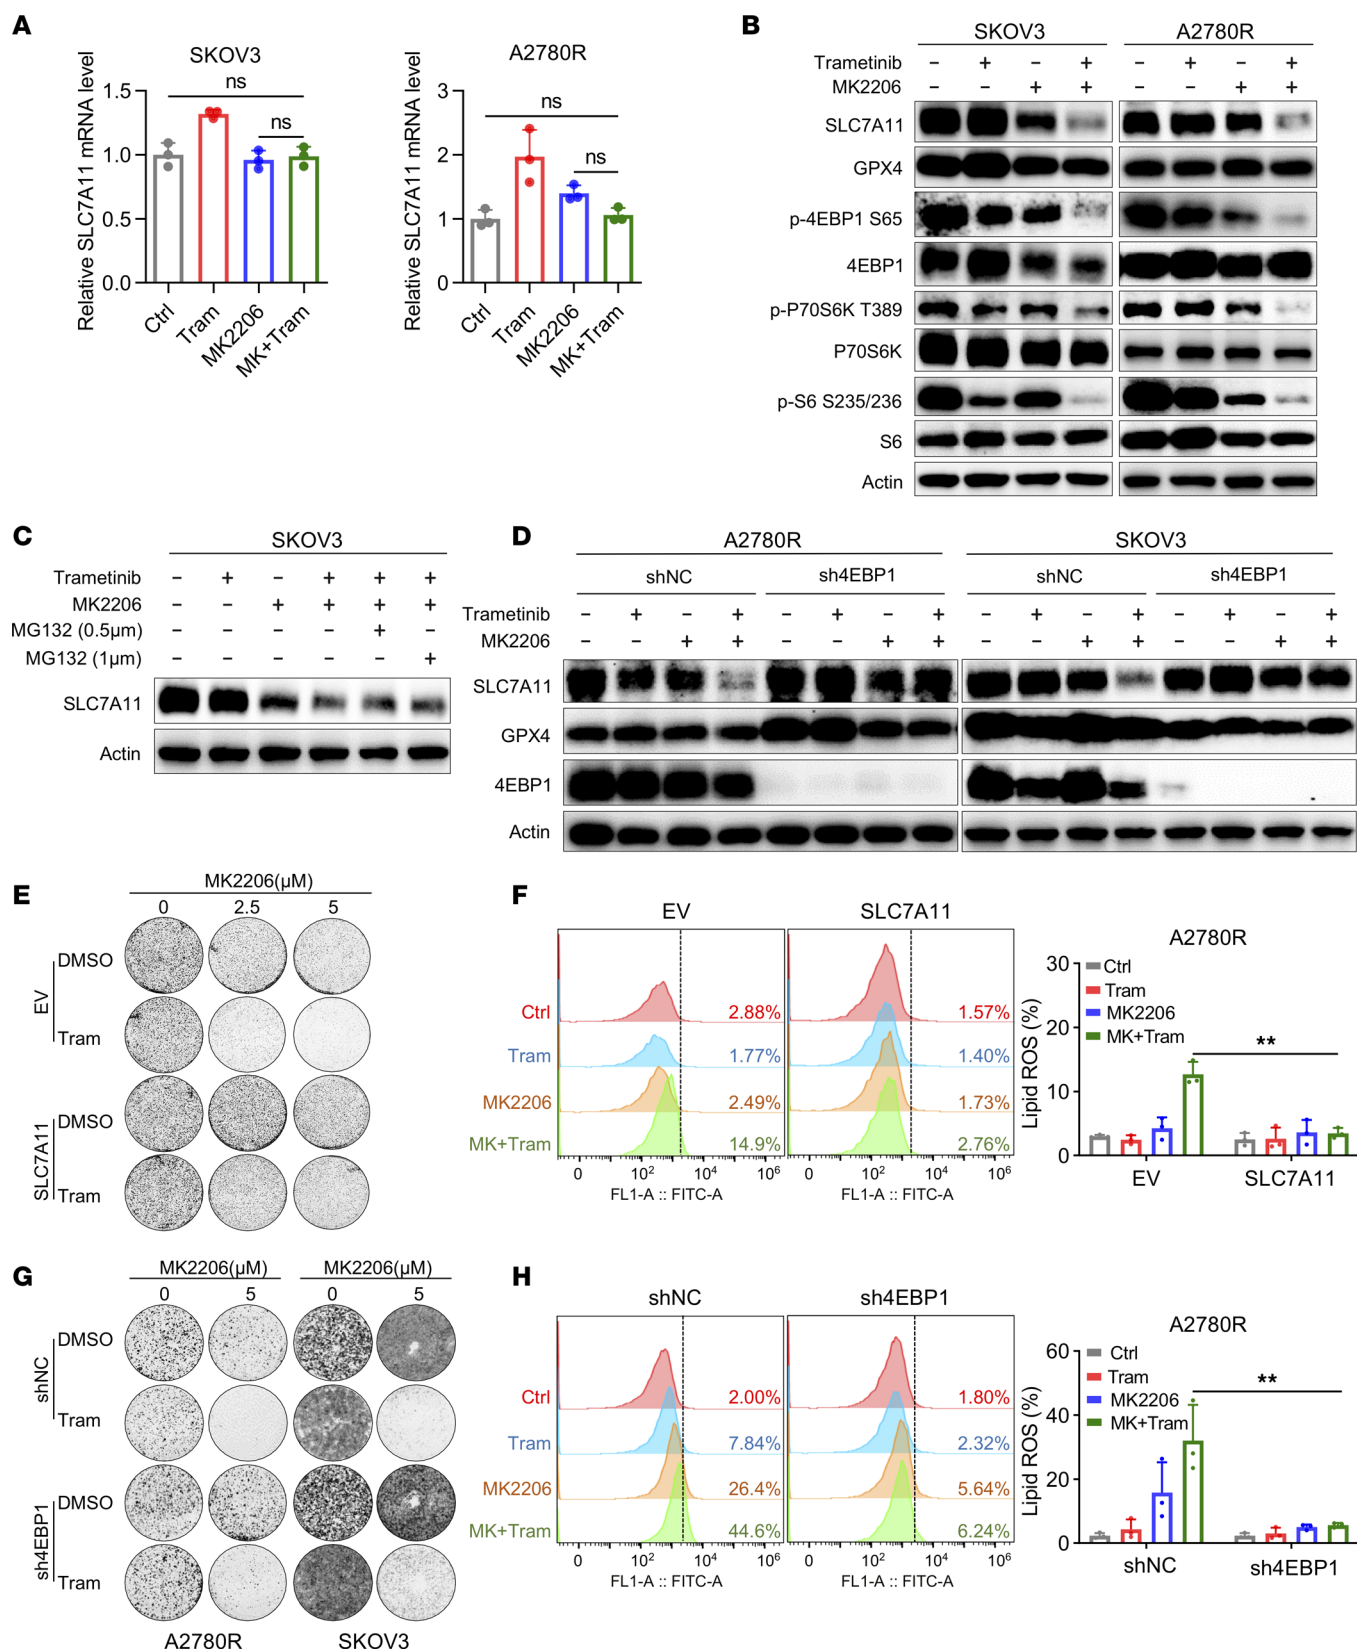 A
SKOV3
Relative SLC7A11 mRNA level
1.5
1.0
0.5
0.0
ns
ns
Ctrl
Tram
MK2206
MK+Tram
A2780R
Relative SLC7A11 mRNA level
3
2
1
0
ns
ns
Ctrl
Tram
MK2206
MK+Tram
B
SKOV3 A2780R
Trametinib – + – + – + – +
MK2206 – – + + – – + +
SLC7A11
GPX4
p-4EBP1 S65
4EBP1
p-P70S6K T389
P70S6K
p-S6 S235/236
S6
Actin
C
SKOV3
Trametinib – + – + + +
MK2206 – – + + + +
MG132 (0.5μm) – – – – + –
MG132 (1μm) – – – – – +
SLC7A11
Actin
D
A2780R SKOV3
shNC sh4EBP1 shNC sh4EBP1
Trametinib – + – + – + – + – + – + – + – +
MK2206 – – + + – – + + – – + + – – + +
SLC7A11
GPX4
4EBP1
Actin
E
MK2206(μM)
0 2.5 5
EV
DMSO
Tram
SLC7A11
DMSO
Tram
F
EV SLC7A11
Ctrl 2.88% 1.57%
Tram 1.77% 1.40%
MK2206 2.49% 1.73%
MK+Tram 14.9% 2.76%
0 10² 10⁴ 10⁶ 0 10² 10⁴ 10⁶
FL1-A :: FITC-A FL1-A :: FITC-A
A2780R
Lipid ROS (%)
30
20
10
0
Ctrl
Tram
MK2206
MK+Tram
**
EV SLC7A11
G
MK2206(μM) MK2206(μM)
0 5 0 5
shNC
DMSO
Tram
sh4EBP1
DMSO
Tram
A2780R SKOV3
H
shNC sh4EBP1
Ctrl 2.00% 1.80%
Tram 7.84% 2.32%
MK2206 26.4% 5.64%
MK+Tram 44.6% 6.24%
0 10² 10⁴ 10⁶ 0 10² 10⁴ 10⁶
FL1-A :: FITC-A FL1-A :: FITC-A
A2780R
Lipid ROS (%)
60
40
20
0
Ctrl
Tram
MK2206
MK+Tram
**
shNC sh4EBP1